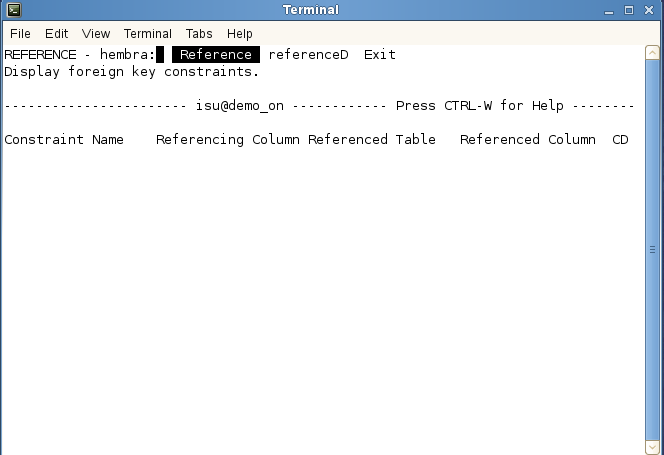 Terminal
File Edit View Terminal Tabs Help
REFERENCE - hembra: Reference referenceD Exit
Display foreign key constraints.
----------------------- isu@demo_on ------------ Press CTRL-W for Help --------
Constraint Name    Referencing Column Referenced Table   Referenced Column  CD